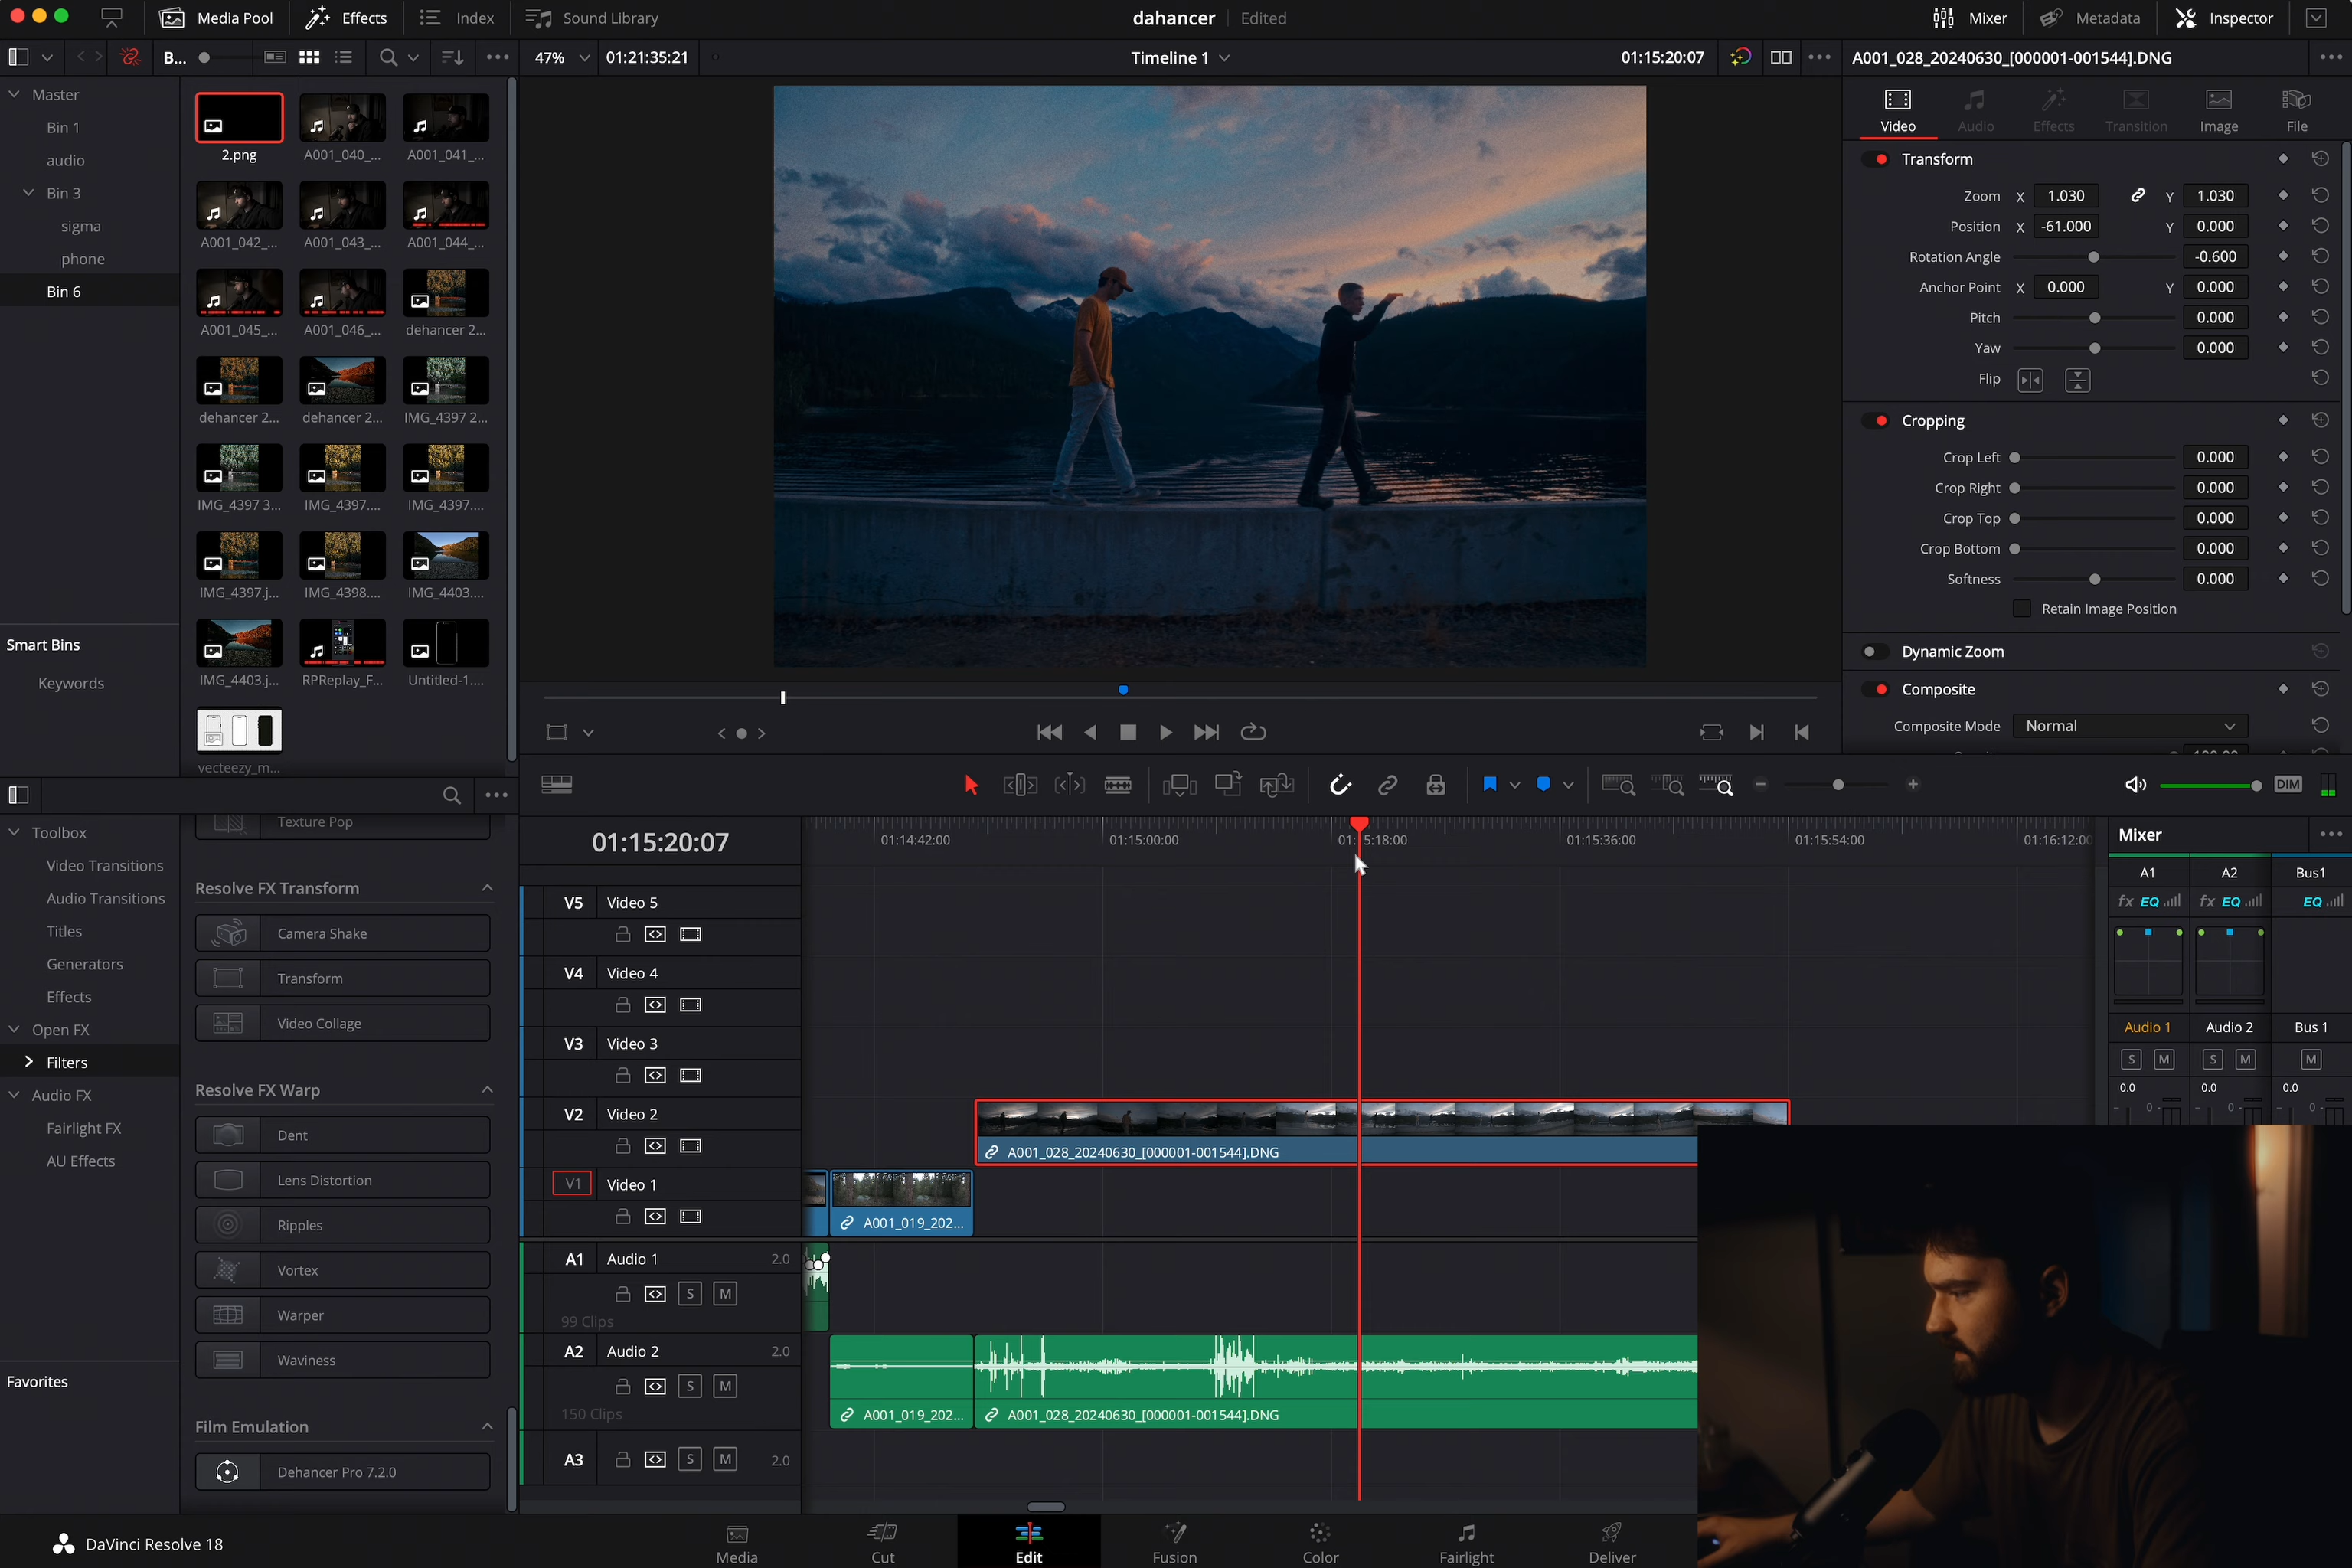 Media Pool Effects Index Sound Library dahancer Edited Mixer Metadata Inspector
B... 47% 01:21:35:21 Timeline 1 01:15:20:07 A001_028_20240630_[000001-001544].DNG
Master
Bin 1
audio
Bin 3
sigma
phone
Bin 6
Smart Bins
Keywords
2.png A001_040_... A001_041_...
A001_042_... A001_043_... A001_044_...
A001_045_... A001_046_... dehancer 2...
dehancer 2... dehancer 2... IMG_4397 2...
IMG_4397 3... IMG_4397.... IMG_4397....
IMG_4397.j... IMG_4398.... IMG_4403....
IMG_4403.j... RPReplay_F... Untitled-1....
vecteezy_m...
Video Audio Effects Transition Image File
Transform
Zoom X 1.030 Y 1.030
Position X -61.000 Y 0.000
Rotation Angle -0.600
Anchor Point X 0.000 Y 0.000
Pitch 0.000
Yaw 0.000
Flip
Cropping
Crop Left 0.000
Crop Right 0.000
Crop Top 0.000
Crop Bottom 0.000
Softness 0.000
Retain Image Position
Dynamic Zoom
Composite
Composite Mode Normal
DIM
Toolbox
Video Transitions
Audio Transitions
Titles
Generators
Effects
Open FX
Filters
Audio FX
Fairlight FX
AU Effects
Favorites
Texture Pop
Resolve FX Transform
Camera Shake
Transform
Video Collage
Resolve FX Warp
Dent
Lens Distortion
Ripples
Vortex
Warper
Waviness
Film Emulation
Dehancer Pro 7.2.0
01:15:20:07 01:14:42:00 01:15:00:00 01:15:18:00 01:15:36:00 01:15:54:00 01:16:12:00
V5 Video 5
V4 Video 4
V3 Video 3
V2 Video 2
A001_028_20240630_[000001-001544].DNG
V1 Video 1
A001_019_202...
A1 Audio 1 2.0
S M
99 Clips
A2 Audio 2 2.0
S M
150 Clips
A001_019_202... A001_028_20240630_[000001-001544].DNG
A3 S M 2.0
Mixer
A1 A2 Bus1
fx EQ fx EQ EQ
Audio 1 Audio 2 Bus 1
S M S M M
0.0 0.0 0.0
0 0 0
DaVinci Resolve 18 Media Cut Edit Fusion Color Fairlight Deliver